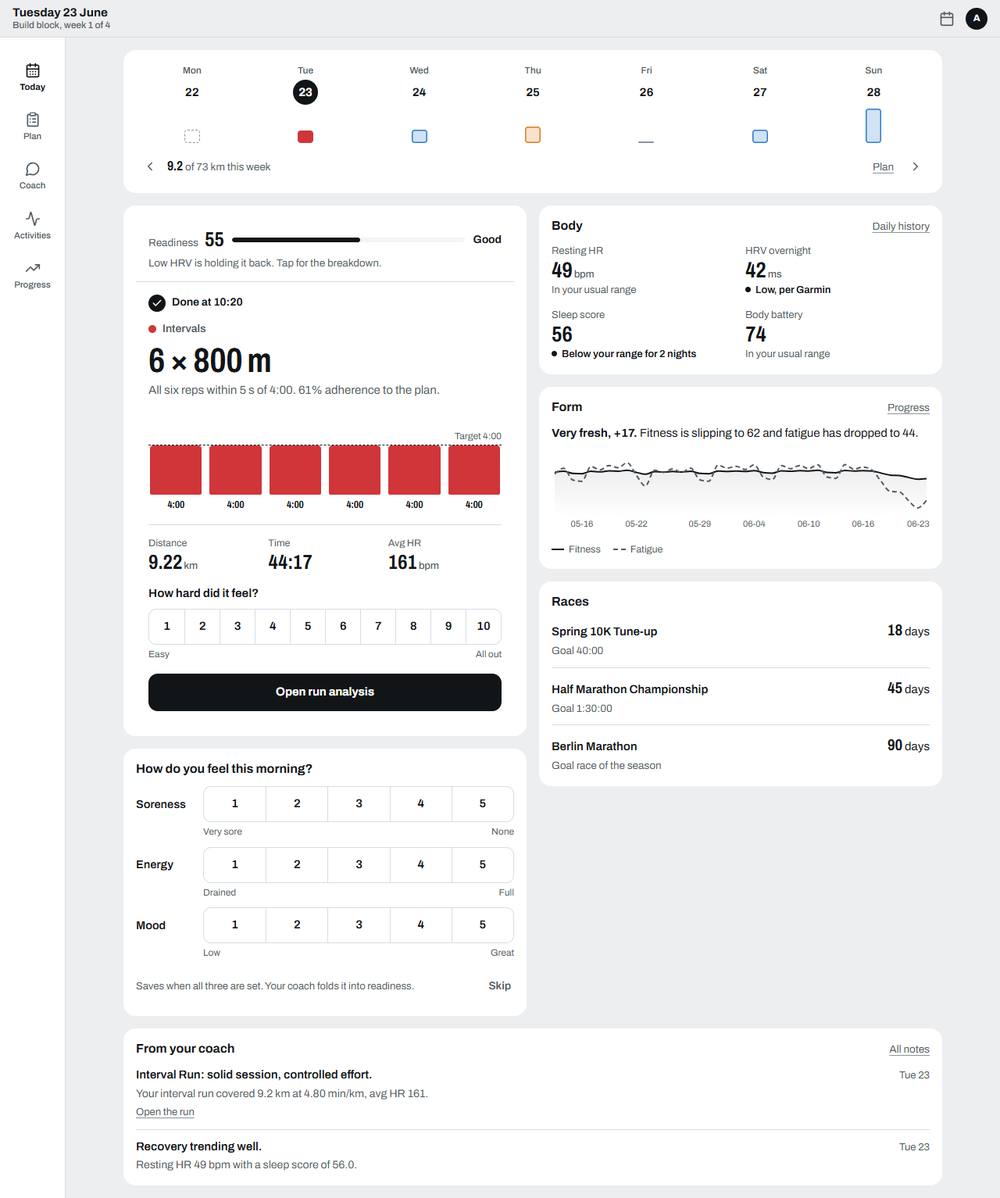 Tuesday 23 June
Build block, week 1 of 4
A
Today
Plan
Coach
Activities
Progress
Mon Tue Wed Thu Fri Sat Sun
22 23 24 25 26 27 28
9.2 of 73 km this week
Plan
Readiness 55 Good
Low HRV is holding it back. Tap for the breakdown.
Done at 10:20
Intervals
6 × 800 m
All six reps within 5 s of 4:00. 61% adherence to the plan.
Target 4:00
4:00 4:00 4:00 4:00 4:00 4:00
Distance Time Avg HR
9.22 km 44:17 161 bpm
How hard did it feel?
1 2 3 4 5 6 7 8 9 10
Easy All out
Open run analysis
How do you feel this morning?
Soreness 1 2 3 4 5
Very sore None
Energy 1 2 3 4 5
Drained Full
Mood 1 2 3 4 5
Low Great
Saves when all three are set. Your coach folds it into readiness. Skip
Body Daily history
Resting HR HRV overnight
49 bpm 42 ms
In your usual range Low, per Garmin
Sleep score Body battery
56 74
Below your range for 2 nights In your usual range
Form Progress
Very fresh, +17. Fitness is slipping to 62 and fatigue has dropped to 44.
05-16 05-22 05-29 06-04 06-10 06-16 06-23
Fitness Fatigue
Races
Spring 10K Tune-up 18 days
Goal 40:00
Half Marathon Championship 45 days
Goal 1:30:00
Berlin Marathon 90 days
Goal race of the season
From your coach All notes
Interval Run: solid session, controlled effort. Tue 23
Your interval run covered 9.2 km at 4.80 min/km, avg HR 161.
Open the run
Recovery trending well. Tue 23
Resting HR 49 bpm with a sleep score of 56.0.